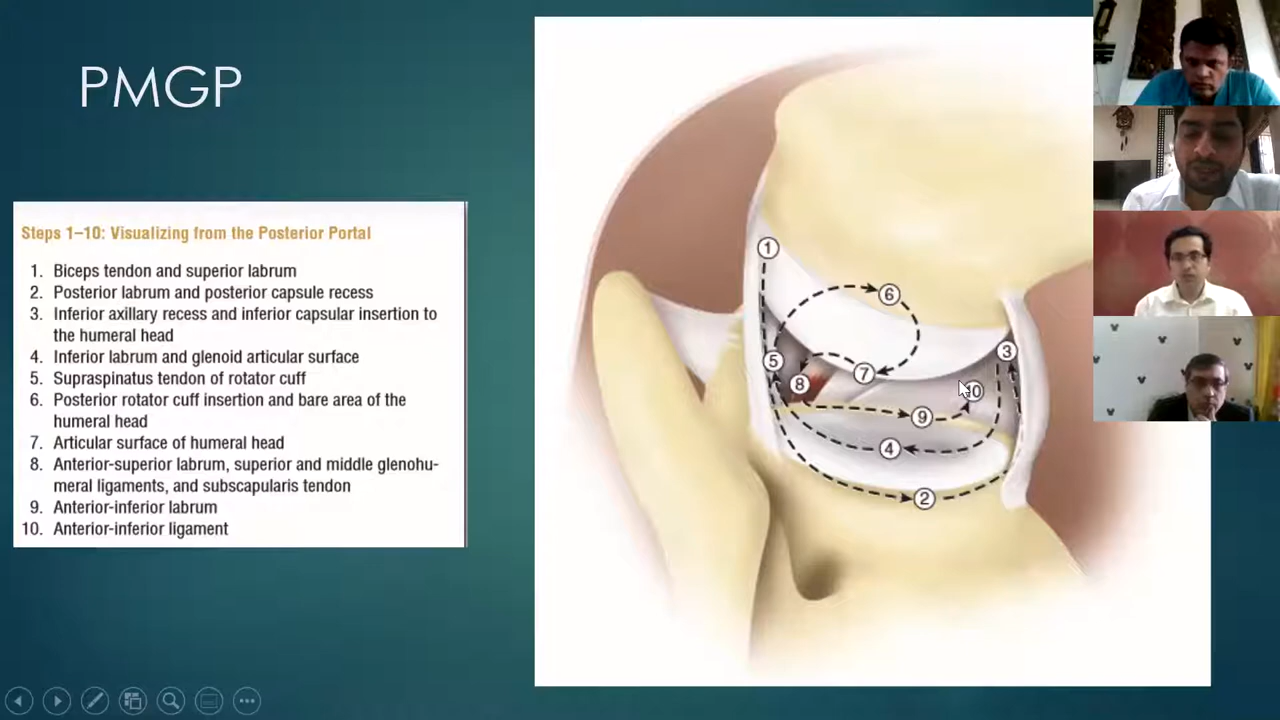 PMGP
Steps 1–10: Visualizing from the Posterior Portal
1. Biceps tendon and superior labrum
2. Posterior labrum and posterior capsule recess
3. Inferior axillary recess and inferior capsular insertion to
the humeral head
4. Inferior labrum and glenoid articular surface
5. Supraspinatus tendon of rotator cuff
6. Posterior rotator cuff insertion and bare area of the
humeral head
7. Articular surface of humeral head
8. Anterior-superior labrum, superior and middle glenohu-
meral ligaments, and subscapularis tendon
9. Anterior-inferior labrum
10. Anterior-inferior ligament
1
6
3
5
7
8
10
9
4
2